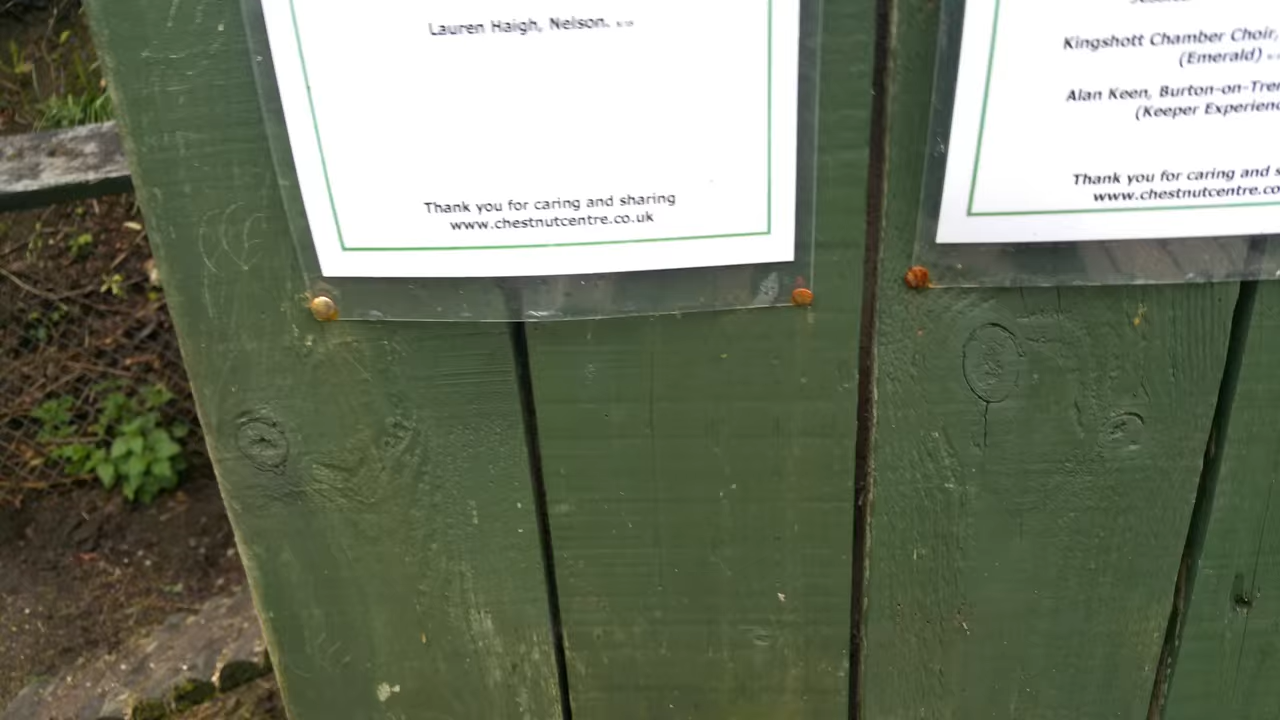 Lauren Haigh, Nelson.
Thank you for caring and sharing
www.chestnutcentre.co.uk
Kingshott Chamber Choir,
(Emerald)
Alan Keen, Burton-on-Tre
(Keeper Experienc
Thank you for caring and s
www.chestnutcentre.co